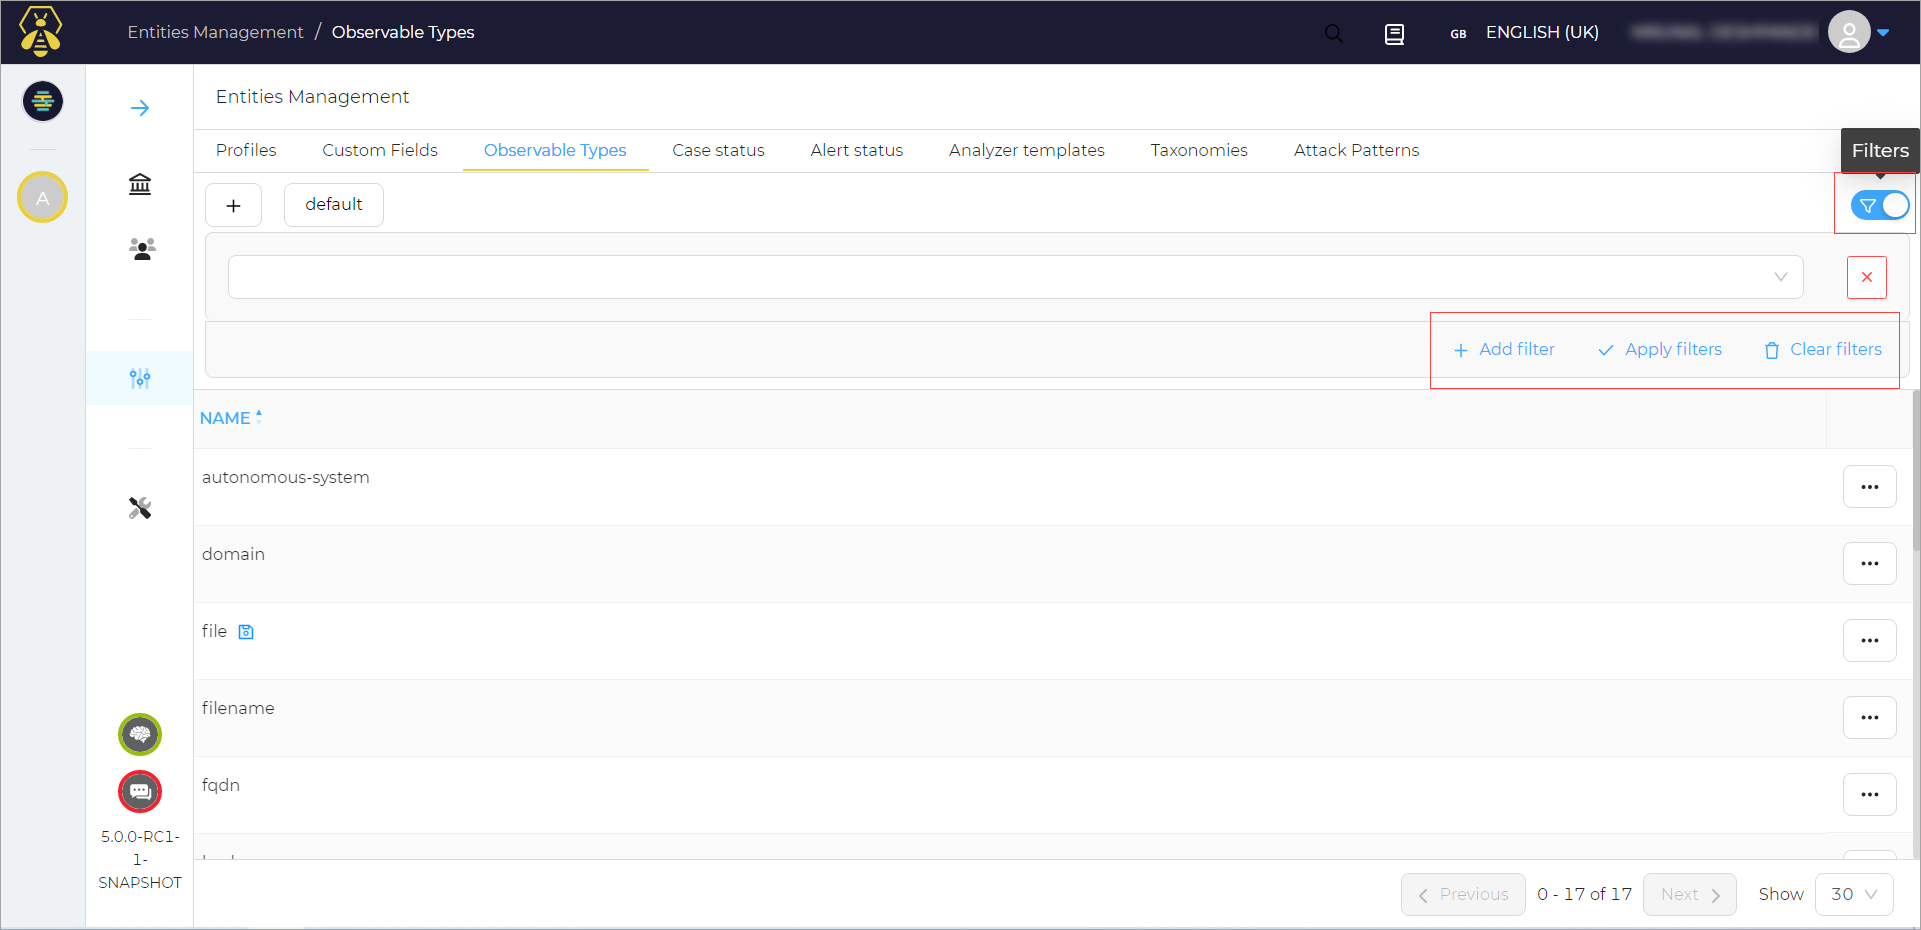 Entities Management / Observable Types
GB ENGLISH (UK)
Entities Management
Profiles Custom Fields Observable Types Case status Alert status Analyzer templates Taxonomies Attack Patterns
Filters
A
+ default
+ Add filter Apply filters Clear filters
NAME
autonomous-system
domain
file
filename
fqdn
5.0.0-RC1-
1-
SNAPSHOT
Previous 0 - 17 of 17 Next Show 30